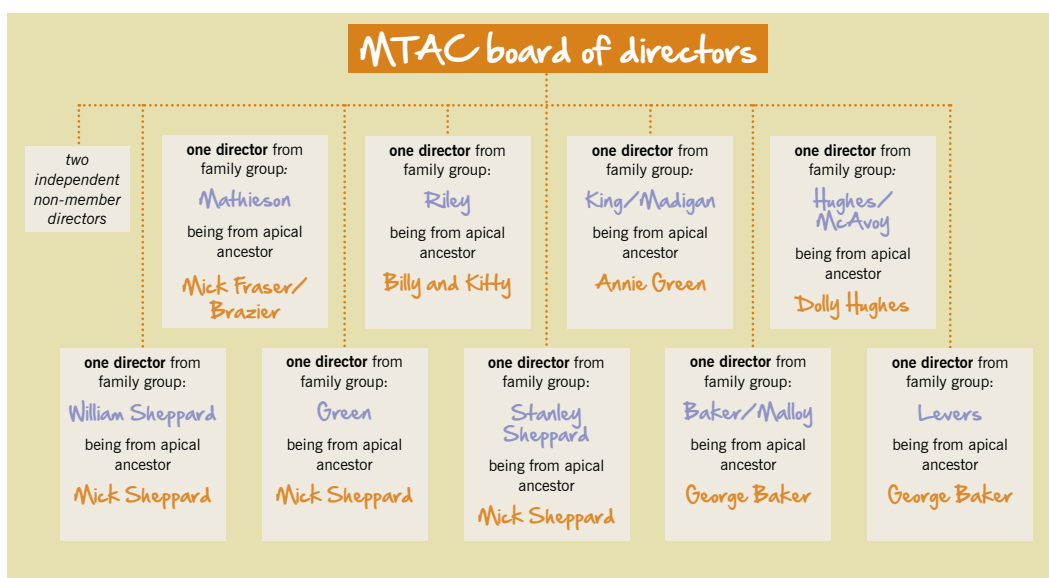 MTAC board of directors
two
independent
non-member
directors
one director from
family group:
Mathieson
being from apical
ancestor
Mick Fraser/
Brazier
one director from
family group:
Riley
being from apical
ancestor
Billy and Kitty
one director from
family group:
King/Madigan
being from apical
ancestor
Annie Green
one director from
family group:
Hughes/
McAvoy
being from apical
ancestor
Dolly Hughes
one director from
family group:
William Sheppard
being from apical
ancestor
Mick Sheppard
one director from
family group:
Green
being from apical
ancestor
Mick Sheppard
one director from
family group:
Stanley
Sheppard
being from apical
ancestor
Mick Sheppard
one director from
family group:
Baker/Malloy
being from apical
ancestor
George Baker
one director from
family group:
Levers
being from apical
ancestor
George Baker